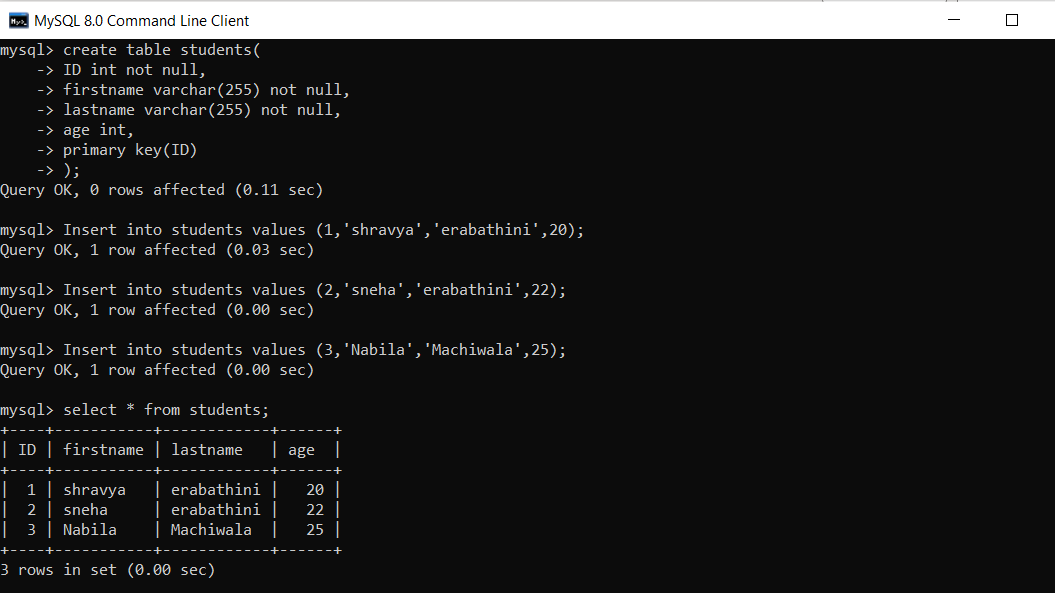 MySQL 8.0 Command Line Client
mysql> create table students(
    -> ID int not null,
    -> firstname varchar(255) not null,
    -> lastname varchar(255) not null,
    -> age int,
    -> primary key(ID)
    -> );
Query OK, 0 rows affected (0.11 sec)

mysql> Insert into students values (1,'shravya','erabathini',20);
Query OK, 1 row affected (0.03 sec)

mysql> Insert into students values (2,'sneha','erabathini',22);
Query OK, 1 row affected (0.00 sec)

mysql> Insert into students values (3,'Nabila','Machiwala',25);
Query OK, 1 row affected (0.00 sec)

mysql> select * from students;
+----+-----------+------------+------+
| ID | firstname | lastname   | age  |
+----+-----------+------------+------+
|  1 | shravya   | erabathini |   20 |
|  2 | sneha     | erabathini |   22 |
|  3 | Nabila    | Machiwala  |   25 |
+----+-----------+------------+------+
3 rows in set (0.00 sec)